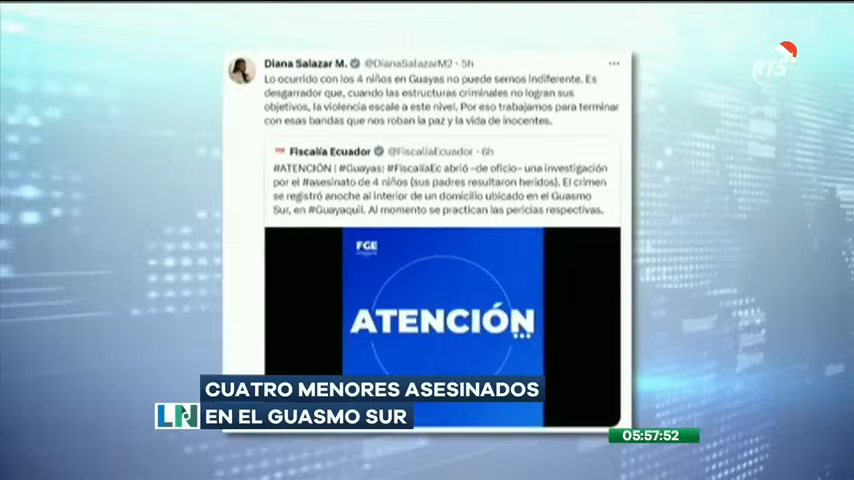 RTS
Diana Salazar M. @DianaSalazarM2 · 5h
Lo ocurrido con los 4 niños en Guayas no puede sernos indiferente. Es
desgarrador que, cuando las estructuras criminales no logran sus
objetivos, la violencia escale a este nivel. Por eso trabajamos para terminar
con esas bandas que nos roban la paz y la vida de inocentes.
Fiscalía Ecuador @FiscaliaEcuador · 6h
#ATENCIÓN | #Guayas: #FiscalíaEc abrió –de oficio– una investigación
por el #asesinato de 4 niños (sus padres resultaron heridos). El crimen
se registró anoche al interior de un domicilio ubicado en el Guasmo
Sur, en #Guayaquil. Al momento se practican las pericias respectivas.
FGE
ATENCIÓN
...
CUATRO MENORES ASESINADOS
LN EN EL GUASMO SUR
05:57:52